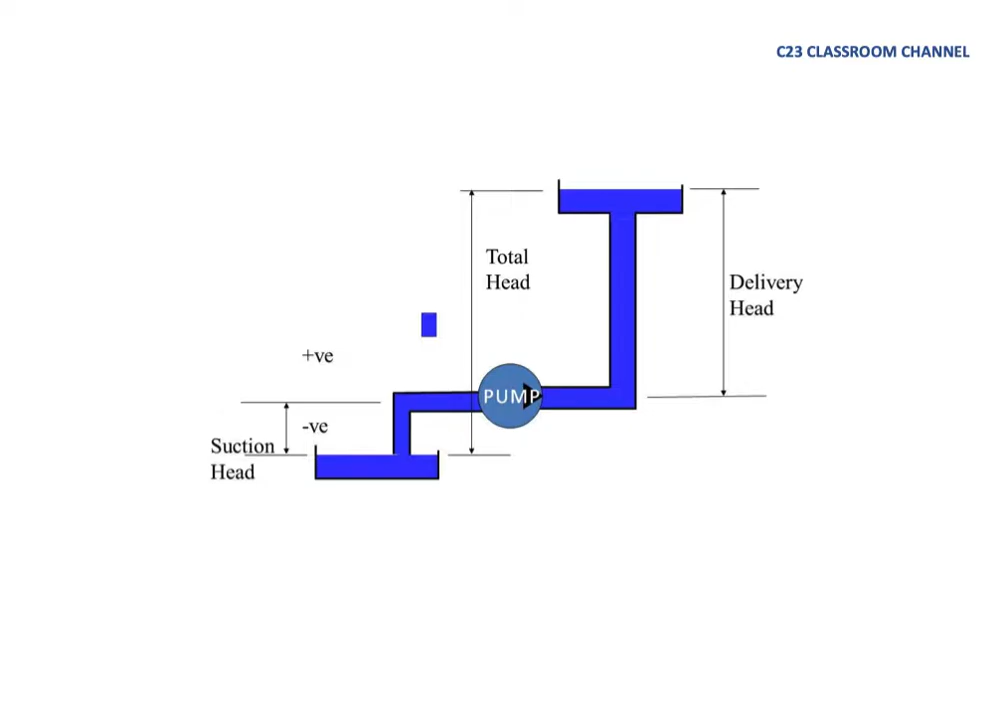 C23 CLASSROOM CHANNEL
Total
Head
Delivery
Head
+ve
PUMP
-ve
Suction
Head